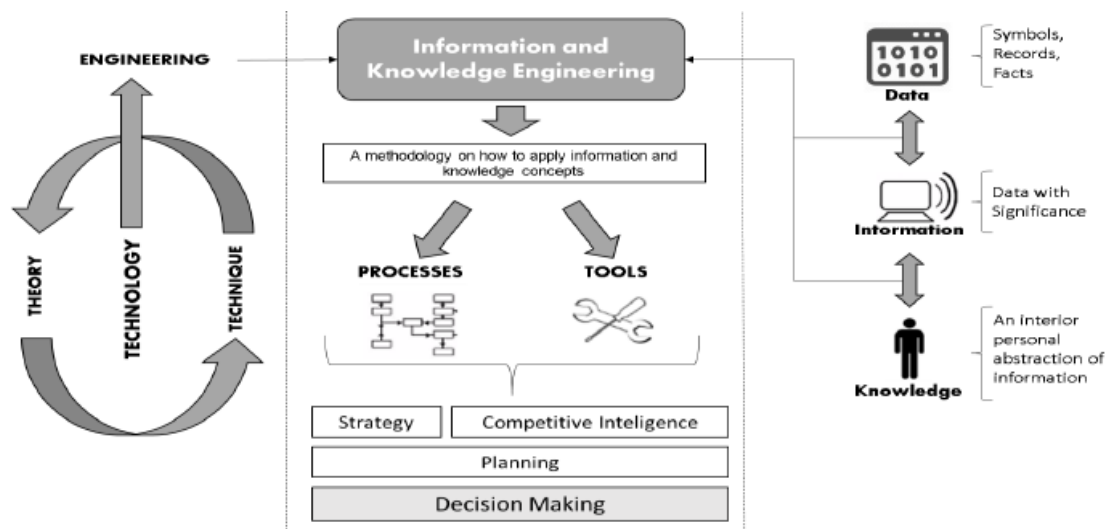 ENGINEERING
THEORY
TECHNOLOGY
TECHNIQUE
Information and
Knowledge Engineering
A methodology on how to apply information and
knowledge concepts
PROCESSES
TOOLS
Strategy
Competitive Inteligence
Planning
Decision Making
1010
0101
Data
Symbols,
Records,
Facts
Information
Data with
Significance
Knowledge
An interior
personal
abstraction of
information